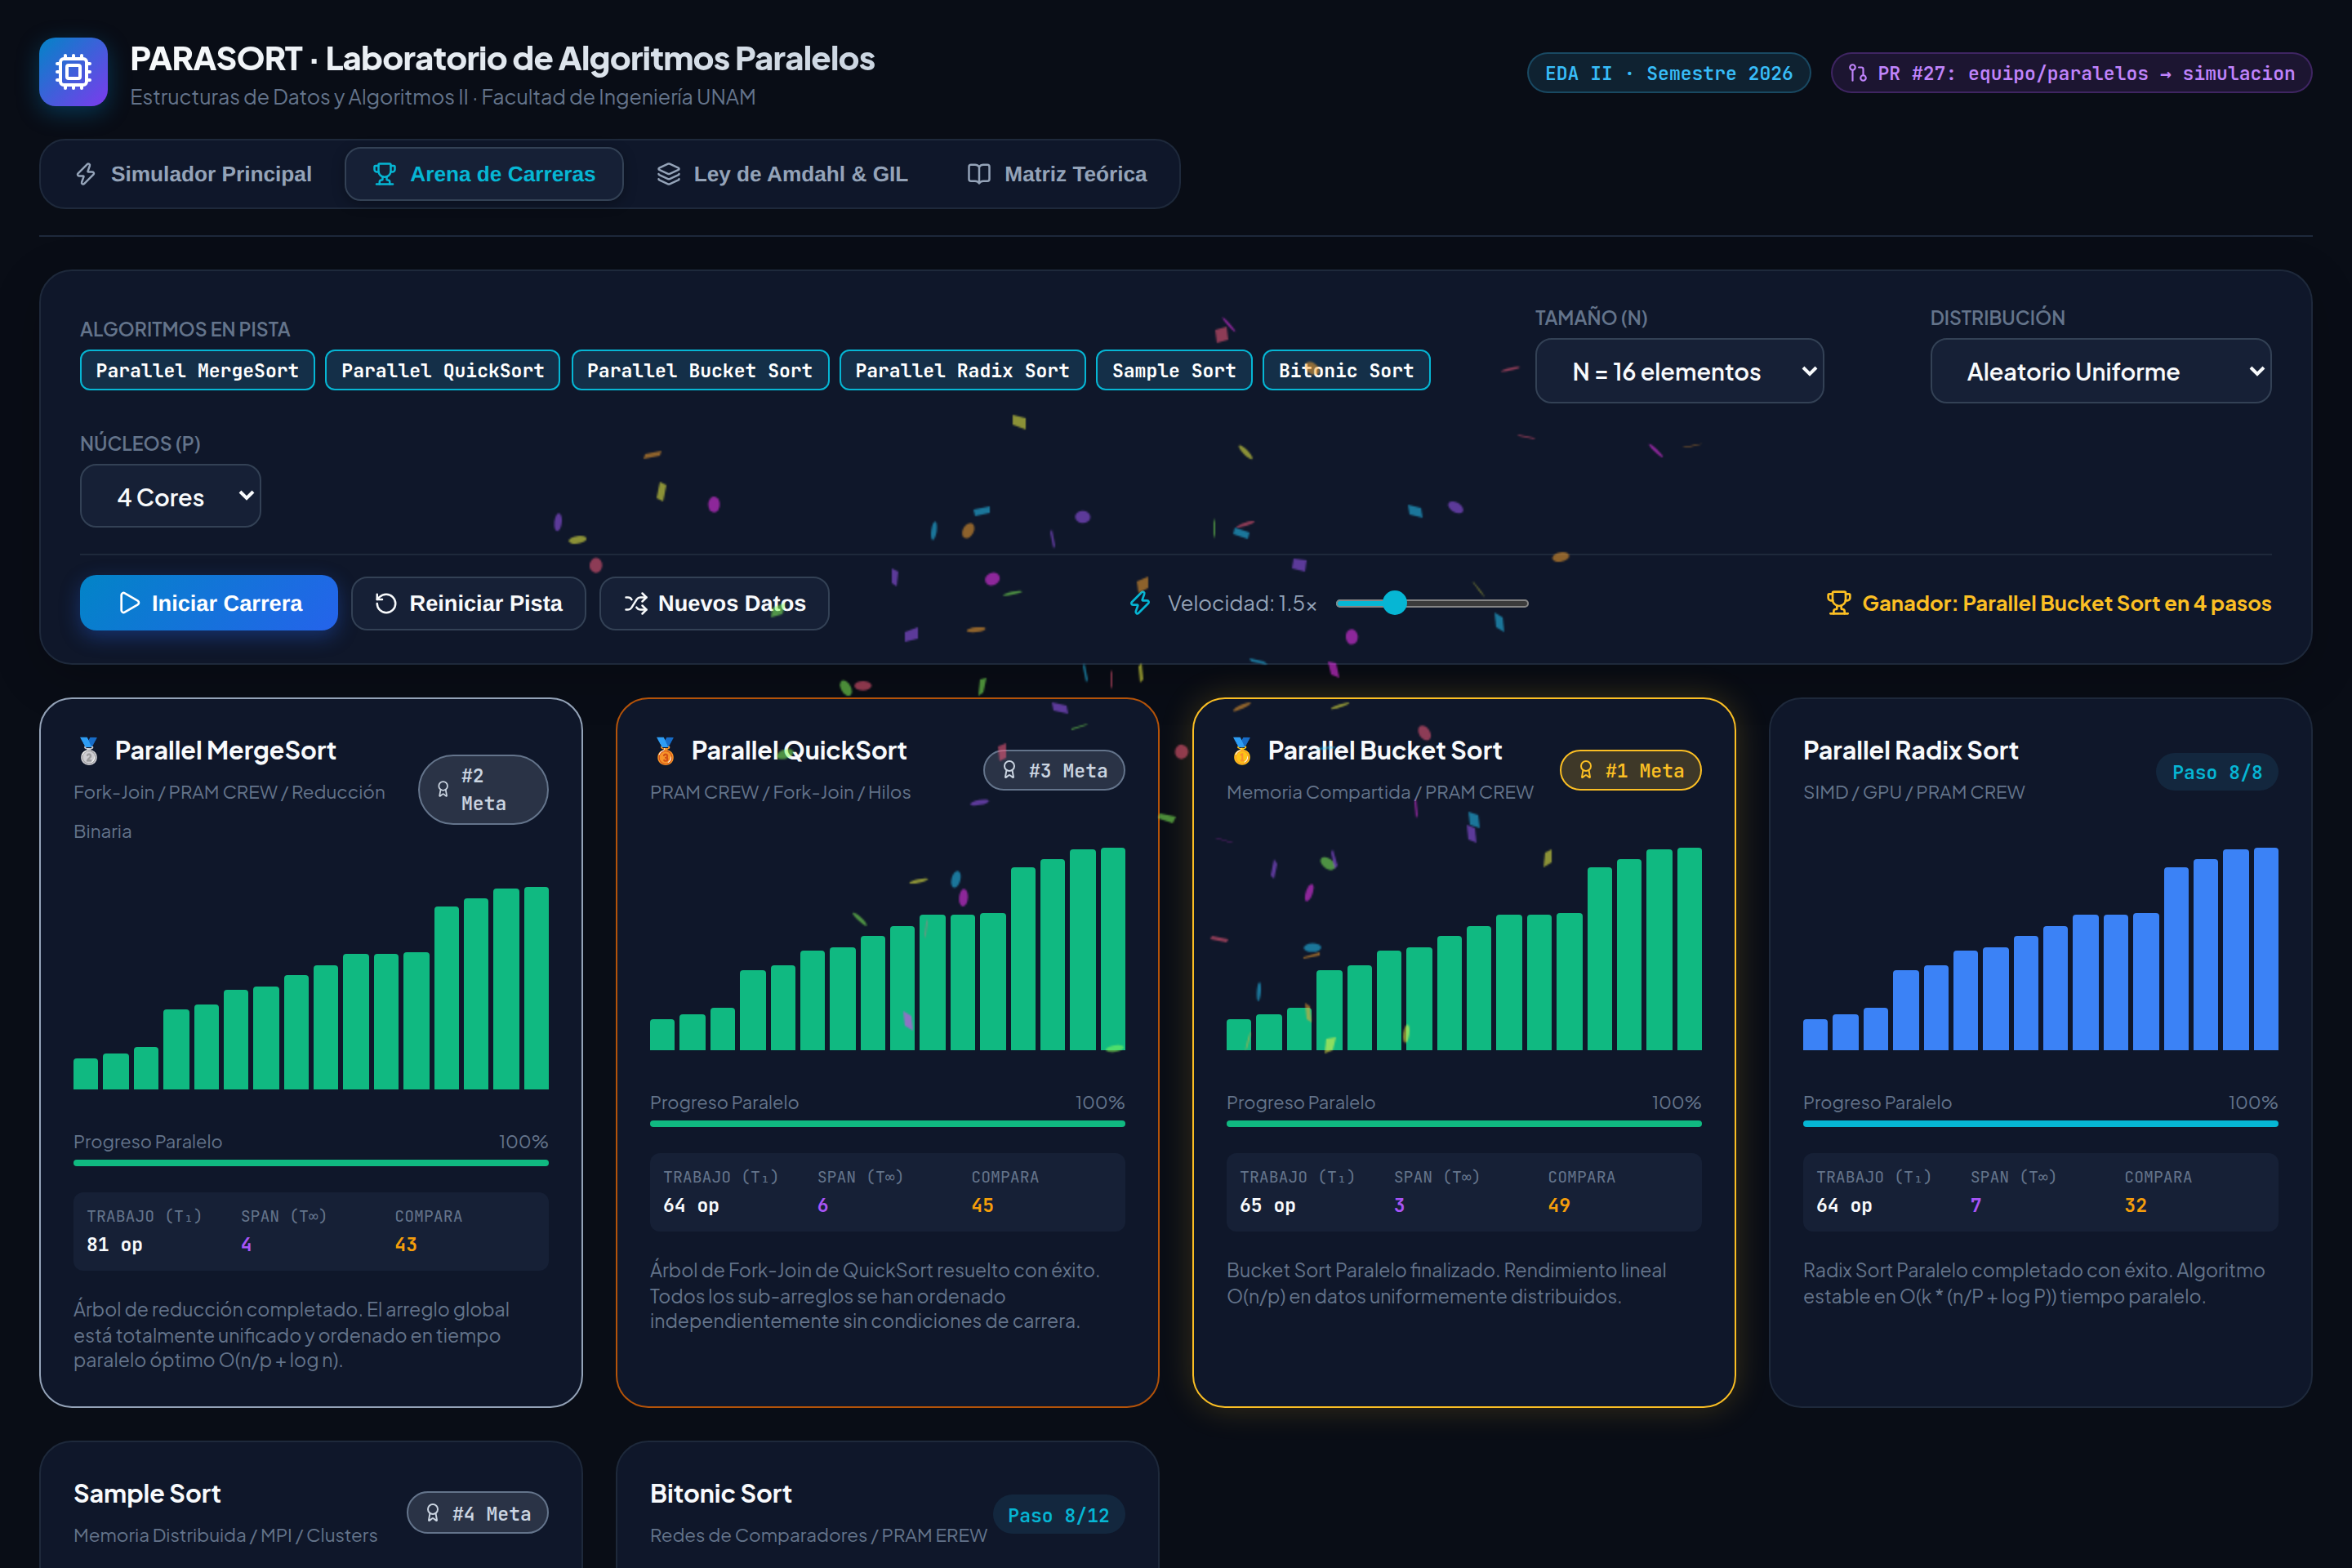 PARASORT · Laboratorio de Algoritmos Paralelos
Estructuras de Datos y Algoritmos II · Facultad de Ingeniería UNAM
EDA II · Semestre 2026
PR #27: equipo/paralelos → simulacion
Simulador Principal
Arena de Carreras
Ley de Amdahl & GIL
Matriz Teórica
ALGORITMOS EN PISTA
Parallel MergeSort
Parallel QuickSort
Parallel Bucket Sort
Parallel Radix Sort
Sample Sort
Bitonic Sort
TAMAÑO (N)
N = 16 elementos
DISTRIBUCIÓN
Aleatorio Uniforme
NÚCLEOS (P)
4 Cores
Iniciar Carrera
Reiniciar Pista
Nuevos Datos
Velocidad: 1.5×
Ganador: Parallel Bucket Sort en 4 pasos
🥈 Parallel MergeSort
Fork-Join / PRAM CREW / Reducción
Binaria
#2
Meta
Progreso Paralelo 100%
TRABAJO (T₁) SPAN (T∞) COMPARA
81 op 4 43
Árbol de reducción completado. El arreglo global
está totalmente unificado y ordenado en tiempo
paralelo óptimo O(n/p + log n).
🥉 Parallel QuickSort
PRAM CREW / Fork-Join / Hilos
#3 Meta
Progreso Paralelo 100%
TRABAJO (T₁) SPAN (T∞) COMPARA
64 op 6 45
Árbol de Fork-Join de QuickSort resuelto con éxito.
Todos los sub-arreglos se han ordenado
independientemente sin condiciones de carrera.
🥇 Parallel Bucket Sort
Memoria Compartida / PRAM CREW
#1 Meta
Progreso Paralelo 100%
TRABAJO (T₁) SPAN (T∞) COMPARA
65 op 3 49
Bucket Sort Paralelo finalizado. Rendimiento lineal
O(n/p) en datos uniformemente distribuidos.
Parallel Radix Sort
SIMD / GPU / PRAM CREW
Paso 8/8
Progreso Paralelo 100%
TRABAJO (T₁) SPAN (T∞) COMPARA
64 op 7 32
Radix Sort Paralelo completado con éxito. Algoritmo
estable en O(k * (n/P + log P)) tiempo paralelo.
Sample Sort
Memoria Distribuida / MPI / Clusters
#4 Meta
Bitonic Sort
Redes de Comparadores / PRAM EREW
Paso 8/12